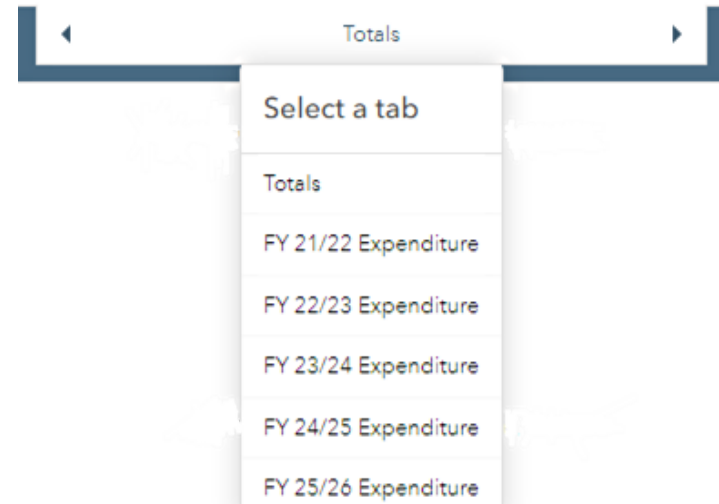 Totals
Select a tab
Totals
FY 21/22 Expenditure
FY 22/23 Expenditure
FY 23/24 Expenditure
FY 24/25 Expenditure
FY 25/26 Expenditure